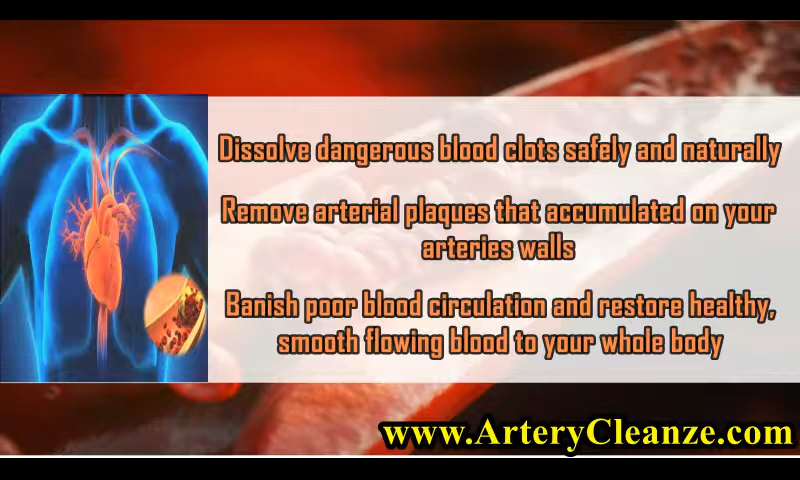 Dissolve dangerous blood clots safely and naturally
Remove arterial plaques that accumulated on your
arteries walls
Banish poor blood circulation and restore healthy,
smooth flowing blood to your whole body
www.ArteryCleanze.com